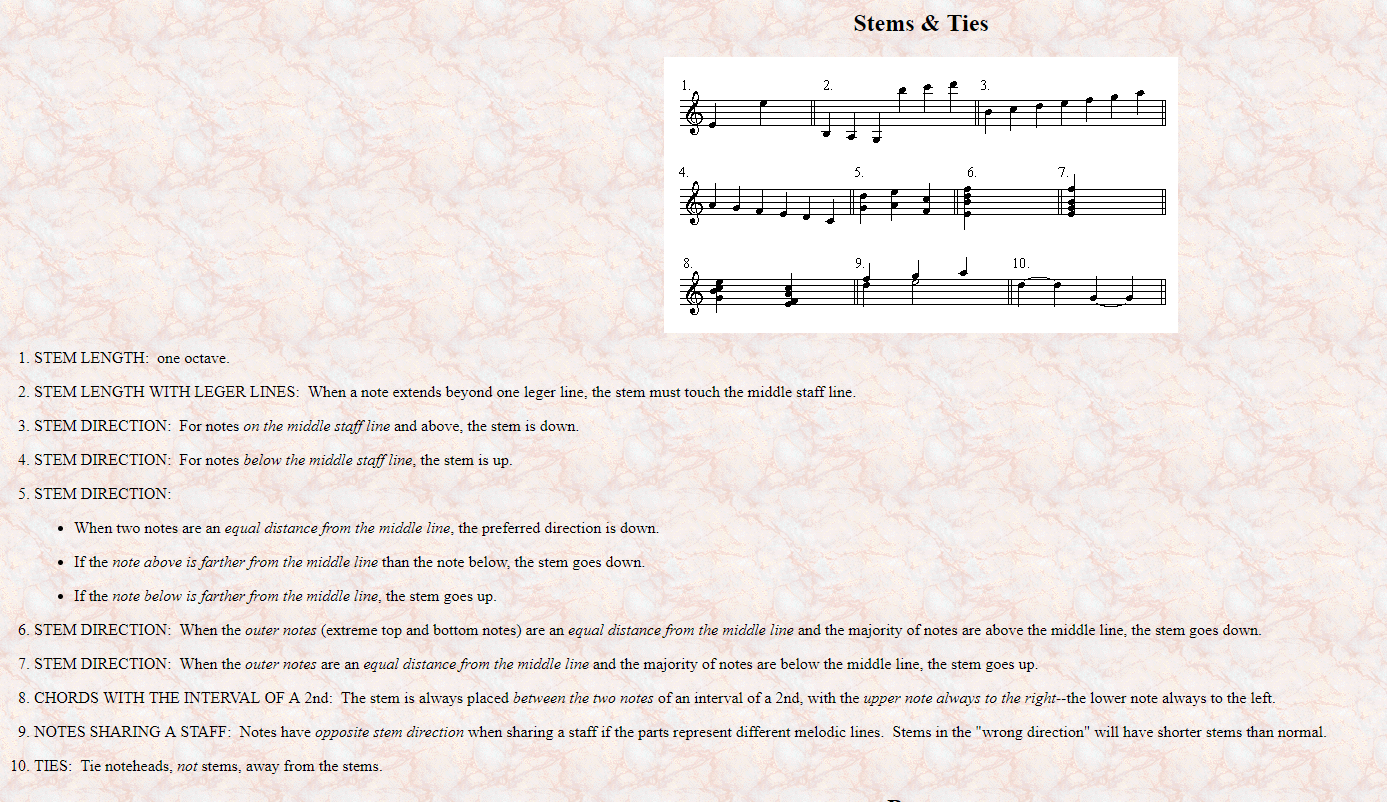 Stems & Ties
1.
2.
3.
4.
5.
6.
7.
8.
9.
10.
1. STEM LENGTH: one octave.
2. STEM LENGTH WITH LEGER LINES: When a note extends beyond one leger line, the stem must touch the middle staff line.
3. STEM DIRECTION: For notes on the middle staff line and above, the stem is down.
4. STEM DIRECTION: For notes below the middle staff line, the stem is up.
5. STEM DIRECTION:
• When two notes are an equal distance from the middle line, the preferred direction is down.
• If the note above is farther from the middle line than the note below, the stem goes down.
• If the note below is farther from the middle line, the stem goes up.
6. STEM DIRECTION: When the outer notes (extreme top and bottom notes) are an equal distance from the middle line and the majority of notes are above the middle line, the stem goes down.
7. STEM DIRECTION: When the outer notes are an equal distance from the middle line and the majority of notes are below the middle line, the stem goes up.
8. CHORDS WITH THE INTERVAL OF A 2nd: The stem is always placed between the two notes of an interval of a 2nd, with the upper note always to the right--the lower note always to the left.
9. NOTES SHARING A STAFF: Notes have opposite stem direction when sharing a staff if the parts represent different melodic lines. Stems in the "wrong direction" will have shorter stems than normal.
10. TIES: Tie noteheads, not stems, away from the stems.